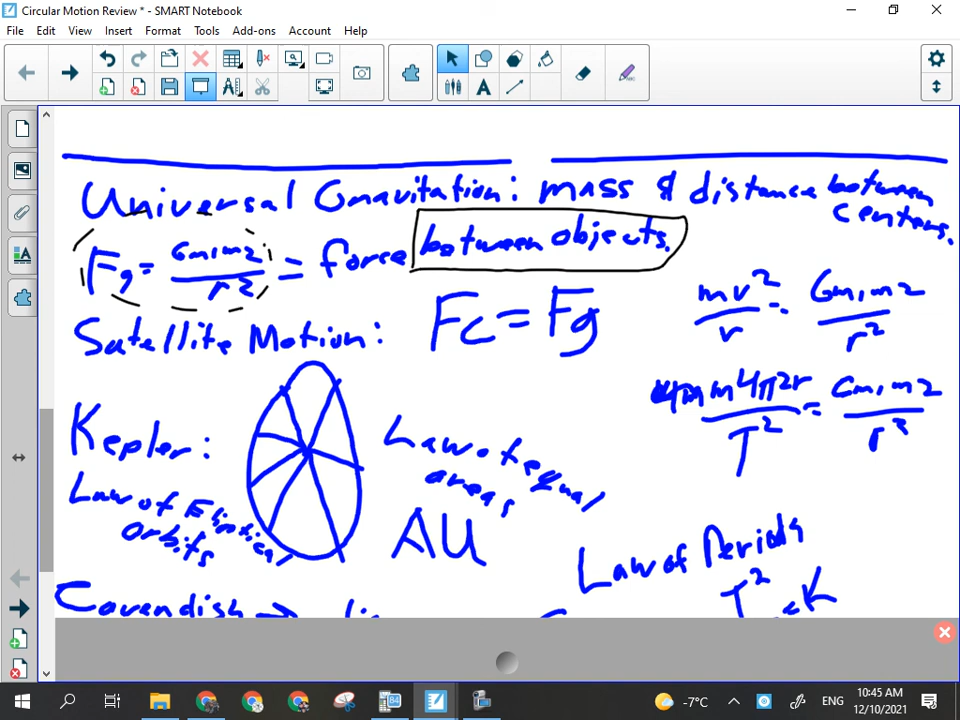 Circular Motion Review * - SMART Notebook
File Edit View Insert Format Tools Add-ons Account Help
Universal Gravitation: mass & distance between
centers.
Fg = Gm1m2 / r² = force between objects.
mv² / r = Gm1m2 / r²
Satellite Motion: Fc = Fg
m4π²r / T² = Gm1m2 / r²
Kepler:
Law of equal
areas
Law of Eliptical
orbits
AU
Law of Periods
T² = K
Cavendish →
-7°C ENG 10:45 AM
12/10/2021